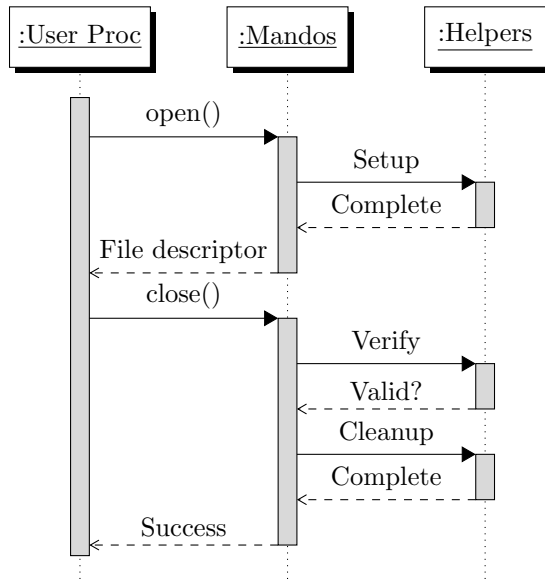 :User Proc
:Mandos
:Helpers
open()
Setup
Complete
File descriptor
close()
Verify
Valid?
Cleanup
Complete
Success